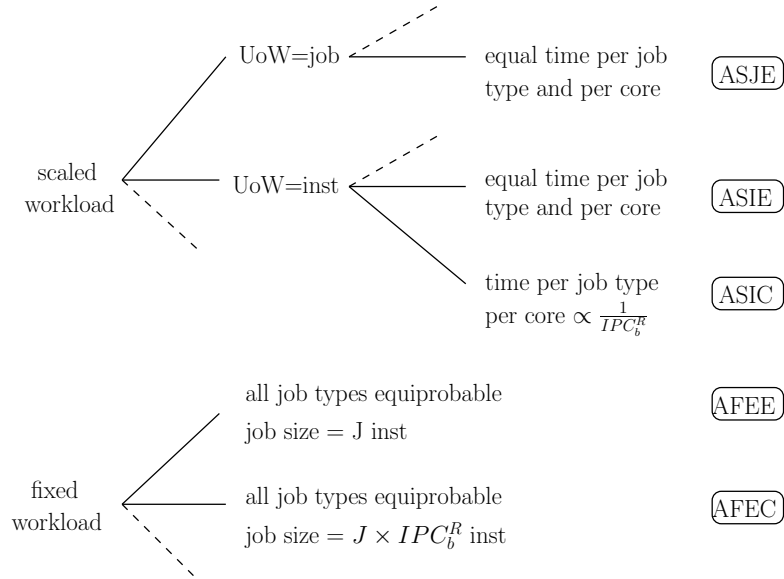 UoW=job
equal time per job
type and per core
ASJE
scaled
workload
UoW=inst
equal time per job
type and per core
ASIE
time per job type
per core ∝ 1/IPC_b^R
ASIC
all job types equiprobable
job size = J inst
AFEE
fixed
workload
all job types equiprobable
job size = J × IPC_b^R inst
AFEC